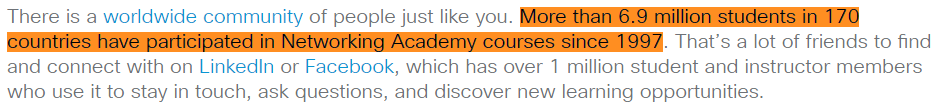 There is a worldwide community of people just like you. More than 6.9 million students in 170
countries have participated in Networking Academy courses since 1997. That's a lot of friends to find
and connect with on LinkedIn or Facebook, which has over 1 million student and instructor members
who use it to stay in touch, ask questions, and discover new learning opportunities.